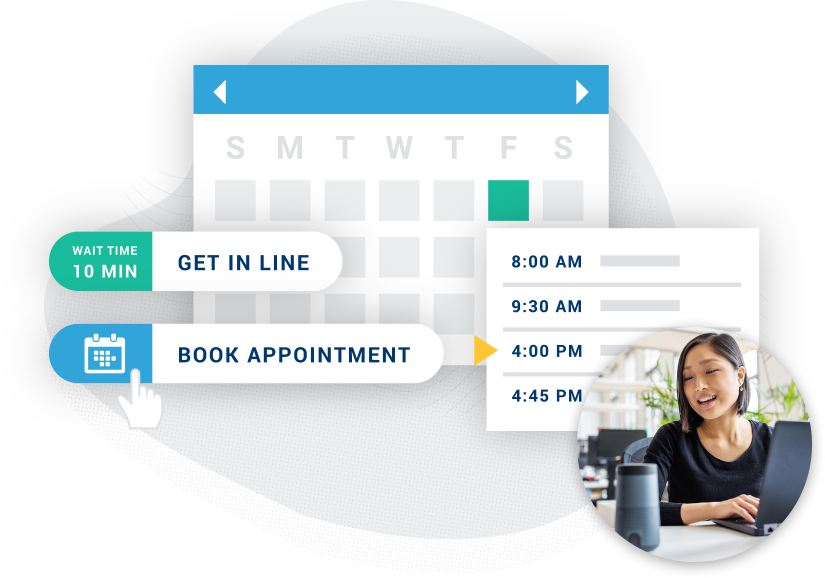 S M T W T F S
WAIT TIME
10 MIN
GET IN LINE
BOOK APPOINTMENT
8:00 AM
9:30 AM
4:00 PM
4:45 PM